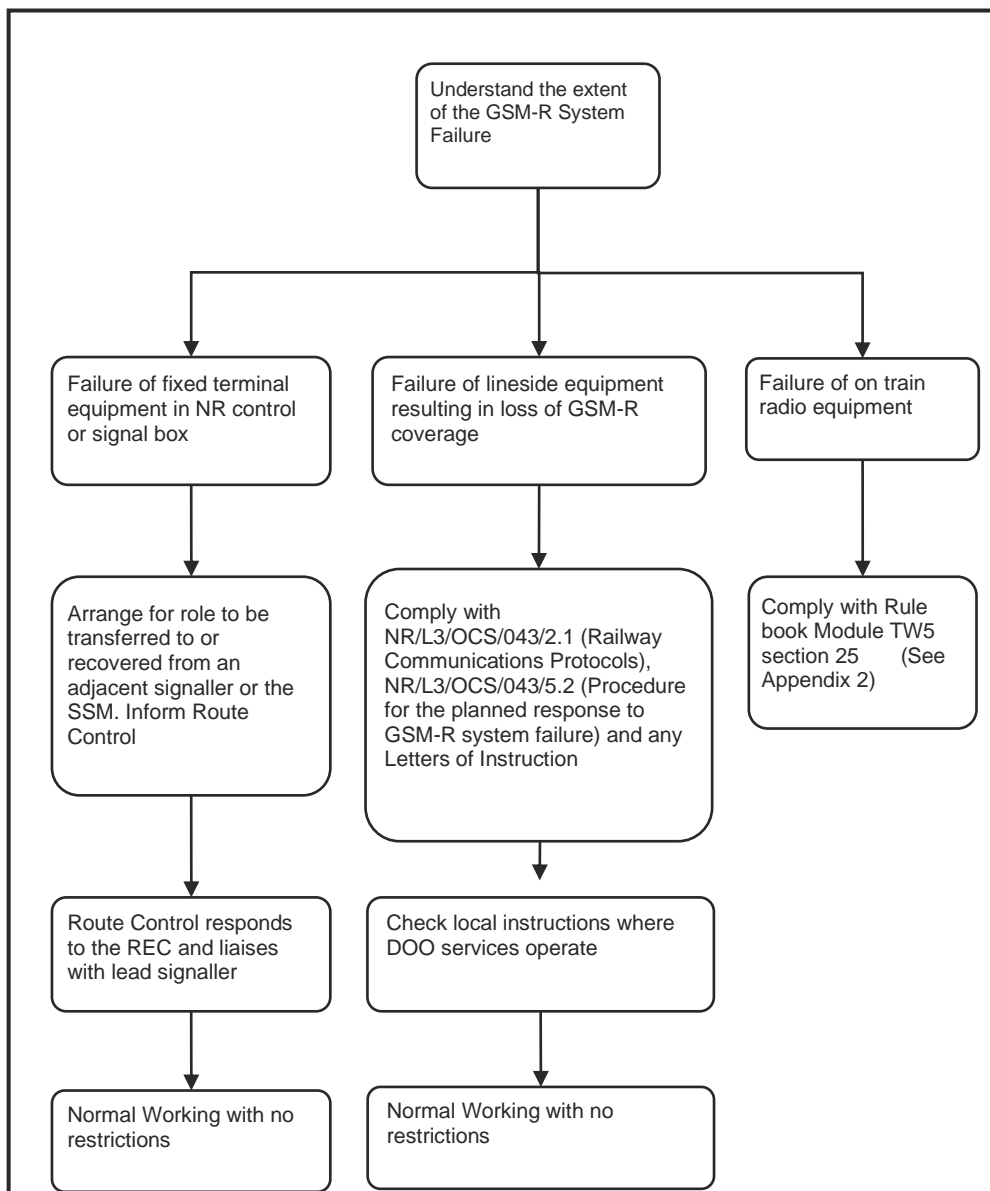 Understand the extent
of the GSM-R System
Failure
Failure of fixed terminal
equipment in NR control
or signal box
Failure of lineside equipment
resulting in loss of GSM-R
coverage
Failure of on train
radio equipment
Arrange for role to be
transferred to or
recovered from an
adjacent signaller or the
SSM. Inform Route
Control
Comply with
NR/L3/OCS/043/2.1 (Railway
Communications Protocols),
NR/L3/OCS/043/5.2 (Procedure
for the planned response to
GSM-R system failure) and any
Letters of Instruction
Comply with Rule
book Module TW5
section 25 (See
Appendix 2)
Route Control responds
to the REC and liaises
with lead signaller
Check local instructions where
DOO services operate
Normal Working with no
restrictions
Normal Working with no
restrictions